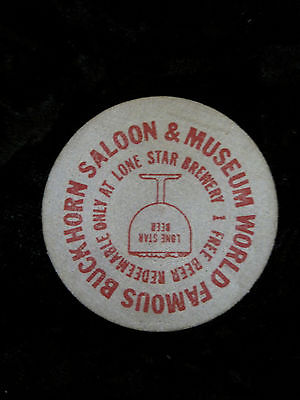 WORLD FAMOUS BUCKHORN SALOON & MUSEUM
1 FREE BEER REDEEMABLE ONLY AT LONE STAR BREWERY
LONE STAR
BEER